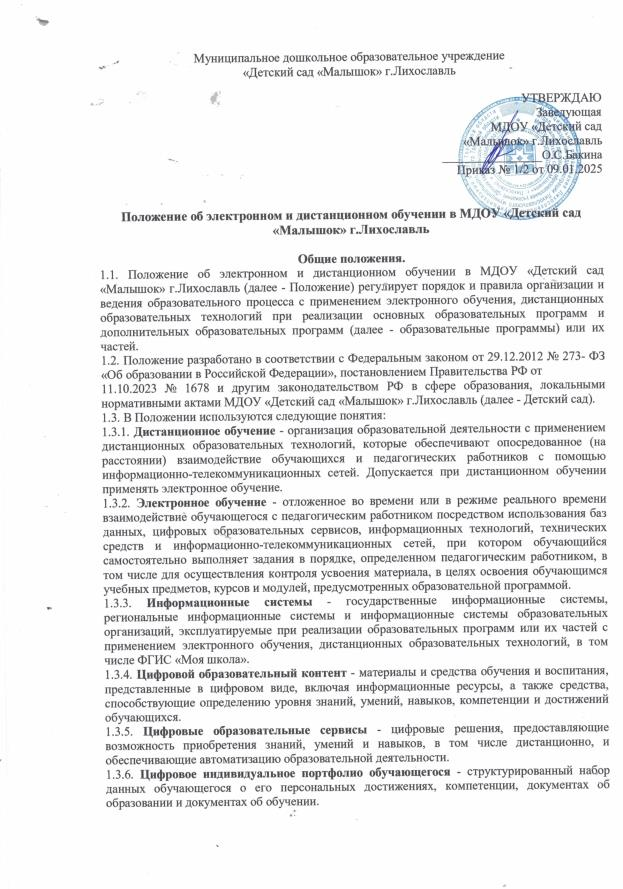 Муниципальное дошкольное образовательное учреждение
«Детский сад «Малышок» г.Лихославль
УТВЕРЖДАЮ
Заведующая
МДОУ «Детский сад
«Малышок» г.Лихославль
О.С.Бакина
Приказ № 1/2 от 09.01.2025
Положение об электронном и дистанционном обучении в МДОУ «Детский сад
«Малышок» г.Лихославль
Общие положения.
1.1. Положение об электронном и дистанционном обучении в МДОУ «Детский сад
«Малышок» г.Лихославль (далее - Положение) регулирует порядок и правила организации и
ведения образовательного процесса с применением электронного обучения, дистанционных
образовательных технологий при реализации основных образовательных программ и
дополнительных образовательных программ (далее - образовательные программы) или их
частей.
1.2. Положение разработано в соответствии с Федеральным законом от 29.12.2012 № 273- ФЗ
«Об образовании в Российской Федерации», постановлением Правительства РФ от
11.10.2023 № 1678 и другим законодательством РФ в сфере образования, локальными
нормативными актами МДОУ «Детский сад «Малышок» г.Лихославль (далее - Детский сад).
1.3. В Положении используются следующие понятия:
1.3.1. Дистанционное обучение - организация образовательной деятельности с применением
дистанционных образовательных технологий, которые обеспечивают опосредованное (на
расстоянии) взаимодействие обучающихся и педагогических работников с помощью
информационно-телекоммуникационных сетей. Допускается при дистанционном обучении
применять электронное обучение.
1.3.2. Электронное обучение - отложенное во времени или в режиме реального времени
взаимодействие обучающегося с педагогическим работником посредством использования баз
данных, цифровых образовательных сервисов, информационных технологий, технических
средств и информационно-телекоммуникационных сетей, при котором обучающийся
самостоятельно выполняет задания в порядке, определенном педагогическим работником, в
том числе для осуществления контроля усвоения материала, в целях освоения обучающимся
учебных предметов, курсов и модулей, предусмотренных образовательной программой.
1.3.3. Информационные системы - государственные информационные системы,
региональные информационные системы и информационные системы образовательных
организаций, эксплуатируемые при реализации образовательных программ или их частей с
применением электронного обучения, дистанционных образовательных технологий, в том
числе ФГИС «Моя школа».
1.3.4. Цифровой образовательный контент - материалы и средства обучения и воспитания,
представленные в цифровом виде, включая информационные ресурсы, а также средства,
способствующие определению уровня знаний, умений, навыков, компетенции и достижений
обучающихся.
1.3.5. Цифровые образовательные сервисы - цифровые решения, предоставляющие
возможность приобретения знаний, умений и навыков, в том числе дистанционно, и
обеспечивающие автоматизацию образовательной деятельности.
1.3.6. Цифровое индивидуальное портфолио обучающегося - структурированный набор
данных обучающегося о его персональных достижениях, компетенции, документах об
образовании и документах об обучении.